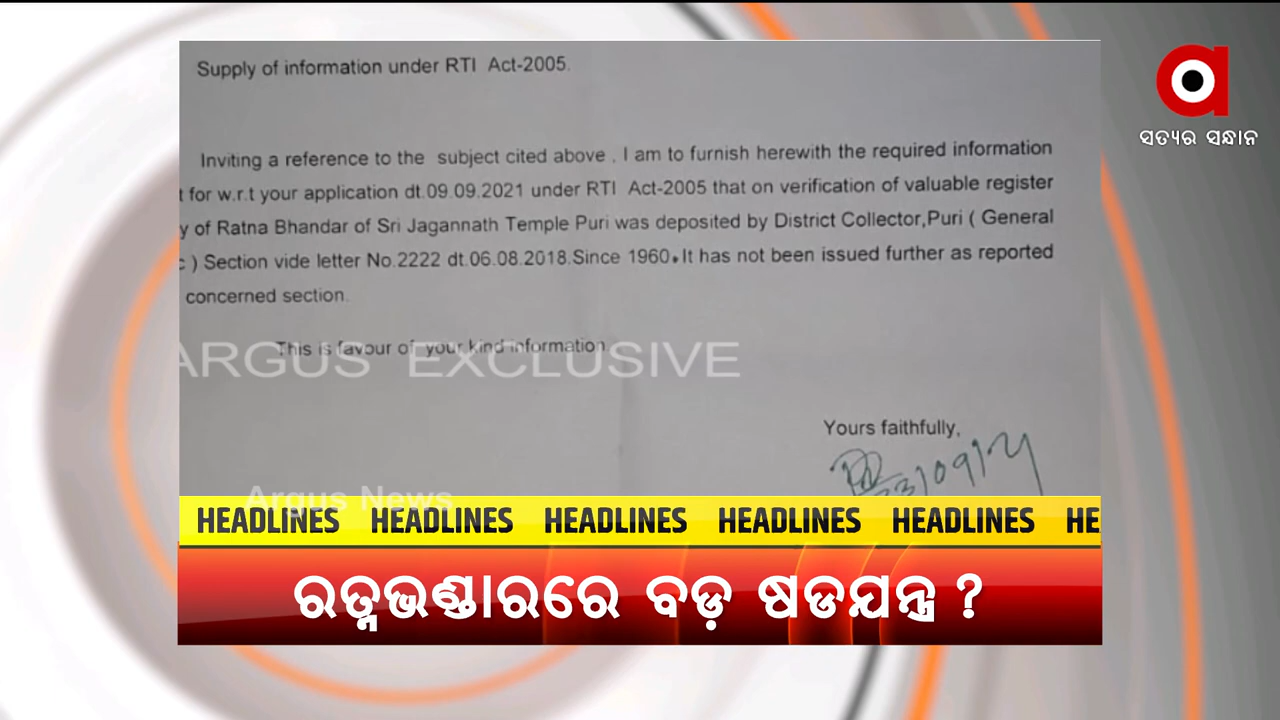 ସତ୍ୟର ସନ୍ଧାନ
Supply of information under RTI Act-2005.
Inviting a reference to the subject cited above , I am to furnish herewith the required information
t for w.r.t your application dt.09.09.2021 under RTI Act-2005 that on verification of valuable register
y of Ratna Bhandar of Sri Jagannath Temple Puri was deposited by District Collector,Puri ( General
) Section vide letter No.2222 dt.06.08.2018.Since 1960.It has not been issued further as reported
concerned section.
This is favour of your kind information.
ARGUS EXCLUSIVE
Yours faithfully,
23/09/21
Argus News
HEADLINES HEADLINES HEADLINES HEADLINES HEADLINES HE
ରତ୍ନଭଣ୍ଡାରରେ ବଡ଼ ଷଡଯନ୍ତ୍ର ?